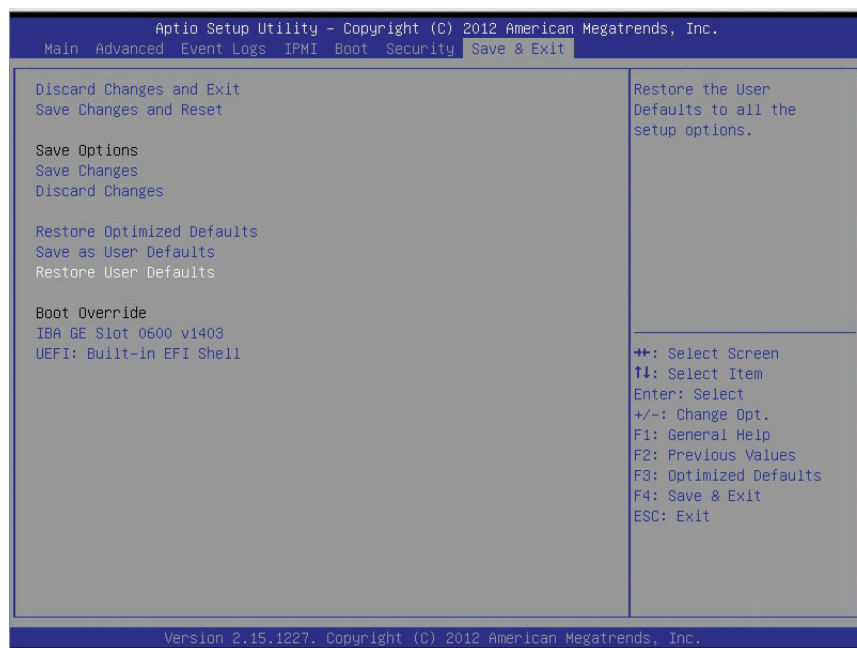 Aptio Setup Utility – Copyright (C) 2012 American Megatrends, Inc.
Main Advanced Event Logs IPMI Boot Security Save & Exit
Discard Changes and Exit
Save Changes and Reset
Save Options
Save Changes
Discard Changes
Restore Optimized Defaults
Save as User Defaults
Restore User Defaults
Boot Override
IBA GE Slot 0600 v1403
UEFI: Built-in EFI Shell
Restore the User
Defaults to all the
setup options.
→←: Select Screen
↑↓: Select Item
Enter: Select
+/-: Change Opt.
F1: General Help
F2: Previous Values
F3: Optimized Defaults
F4: Save & Exit
ESC: Exit
Version 2.15.1227. Copyright (C) 2012 American Megatrends, Inc.